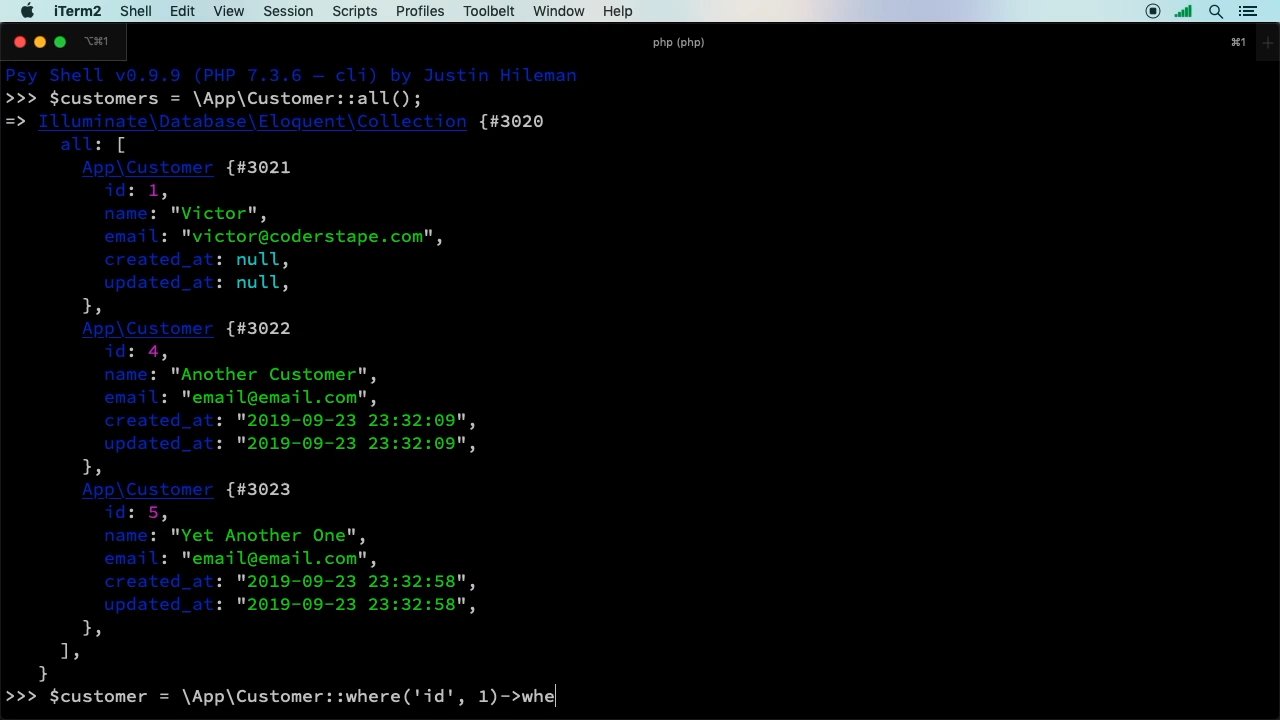 iTerm2 Shell Edit View Session Scripts Profiles Toolbelt Window Help
⌥⌘1 php (php) ⌘1 +
Psy Shell v0.9.9 (PHP 7.3.6 — cli) by Justin Hileman
>>> $customers = \App\Customer::all();
=> Illuminate\Database\Eloquent\Collection {#3020
all: [
App\Customer {#3021
id: 1,
name: "Victor",
email: "victor@coderstape.com",
created_at: null,
updated_at: null,
},
App\Customer {#3022
id: 4,
name: "Another Customer",
email: "email@email.com",
created_at: "2019-09-23 23:32:09",
updated_at: "2019-09-23 23:32:09",
},
App\Customer {#3023
id: 5,
name: "Yet Another One",
email: "email@email.com",
created_at: "2019-09-23 23:32:58",
updated_at: "2019-09-23 23:32:58",
},
],
}
>>> $customer = \App\Customer::where('id', 1)->whe